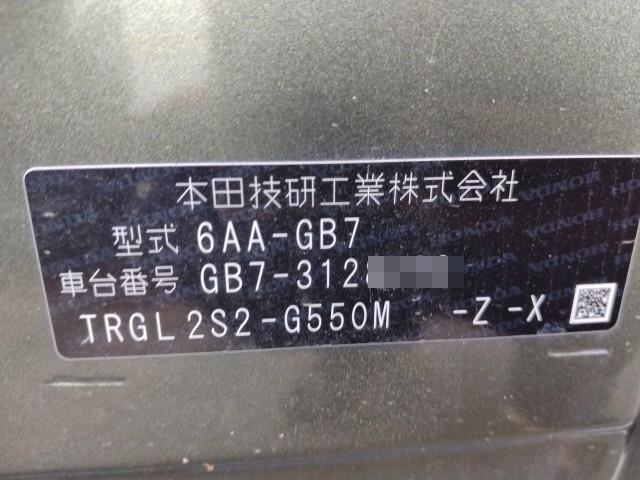 本田技研工業株式会社
型式 6AA-GB7
車台番号 GB7-312
TRGL2S2-G550M -Z-X